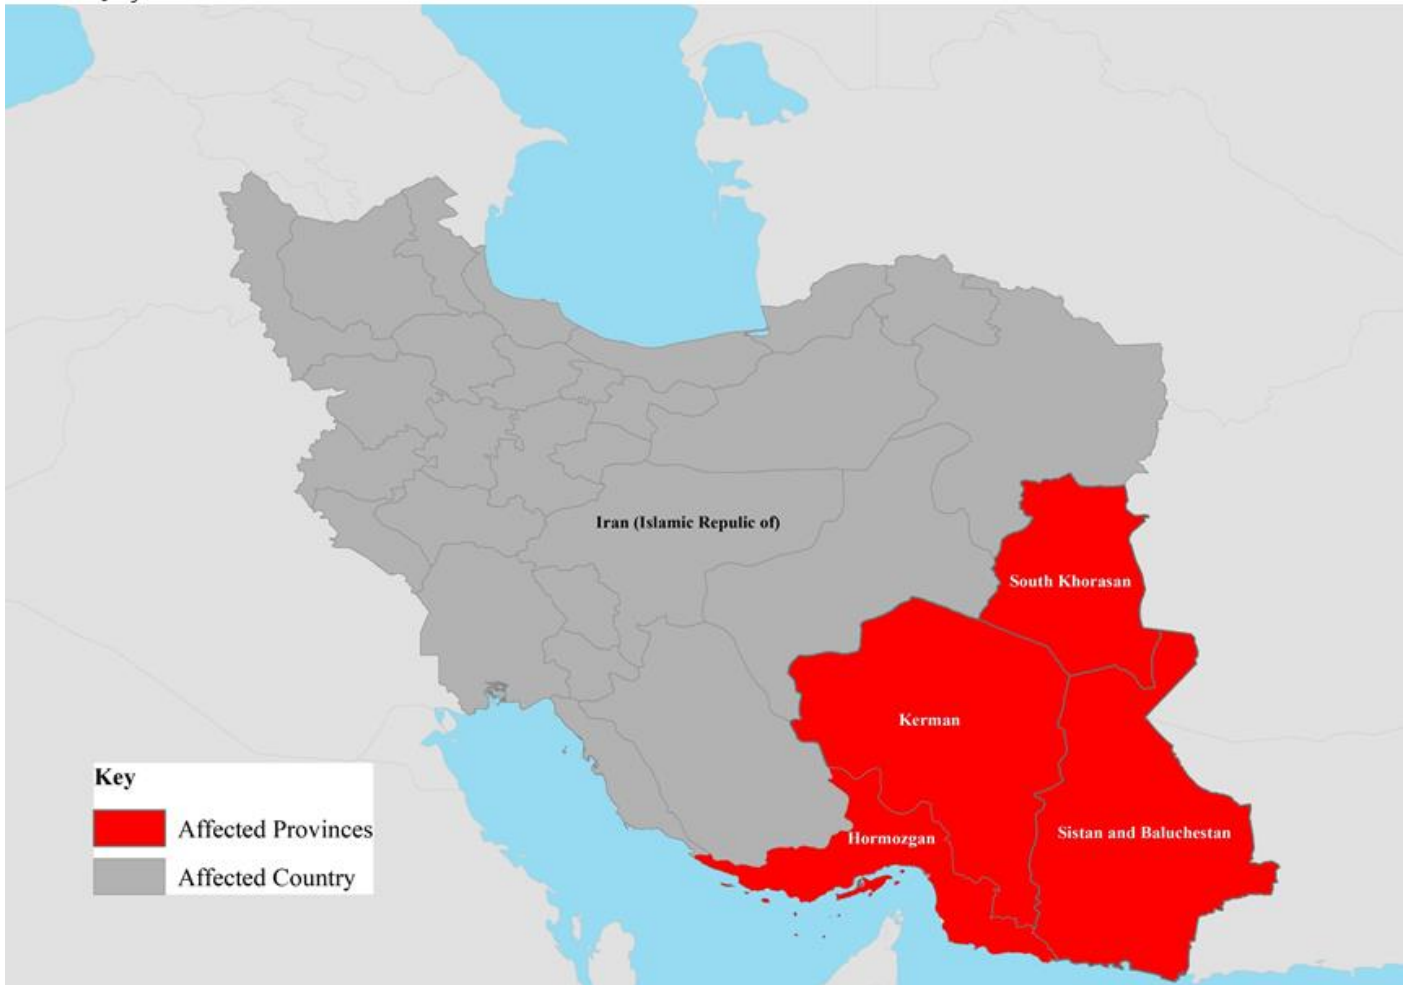 Iran (Islamic Repulic of)
South Khorasan
Kerman
Hormozgan
Sistan and Baluchestan
Key
Affected Provinces
Affected Country